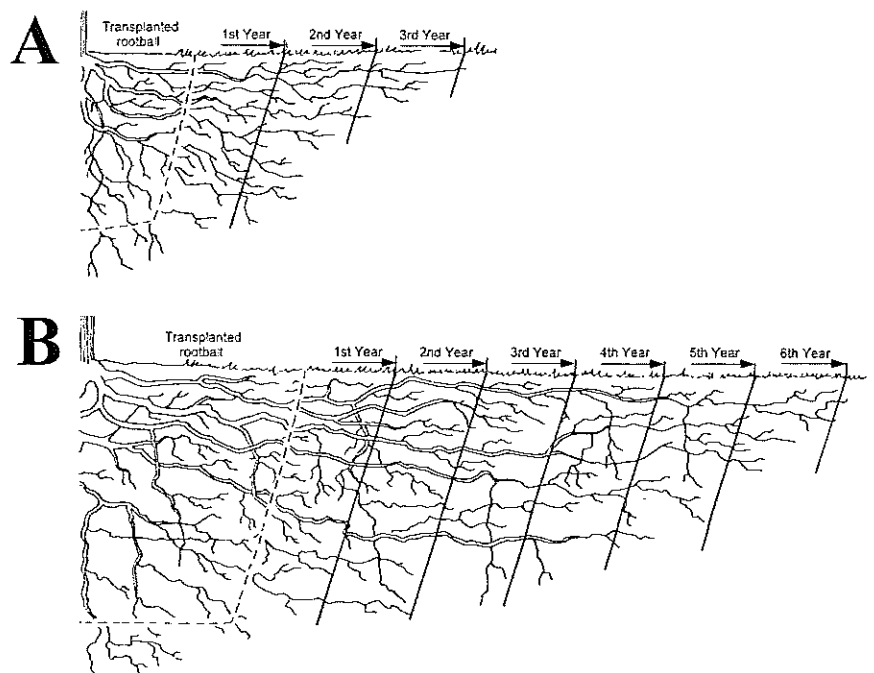 A
Transplanted
rootball
1st Year
2nd Year
3rd Year
B
Transplanted
rootball
1st Year
2nd Year
3rd Year
4th Year
5th Year
6th Year